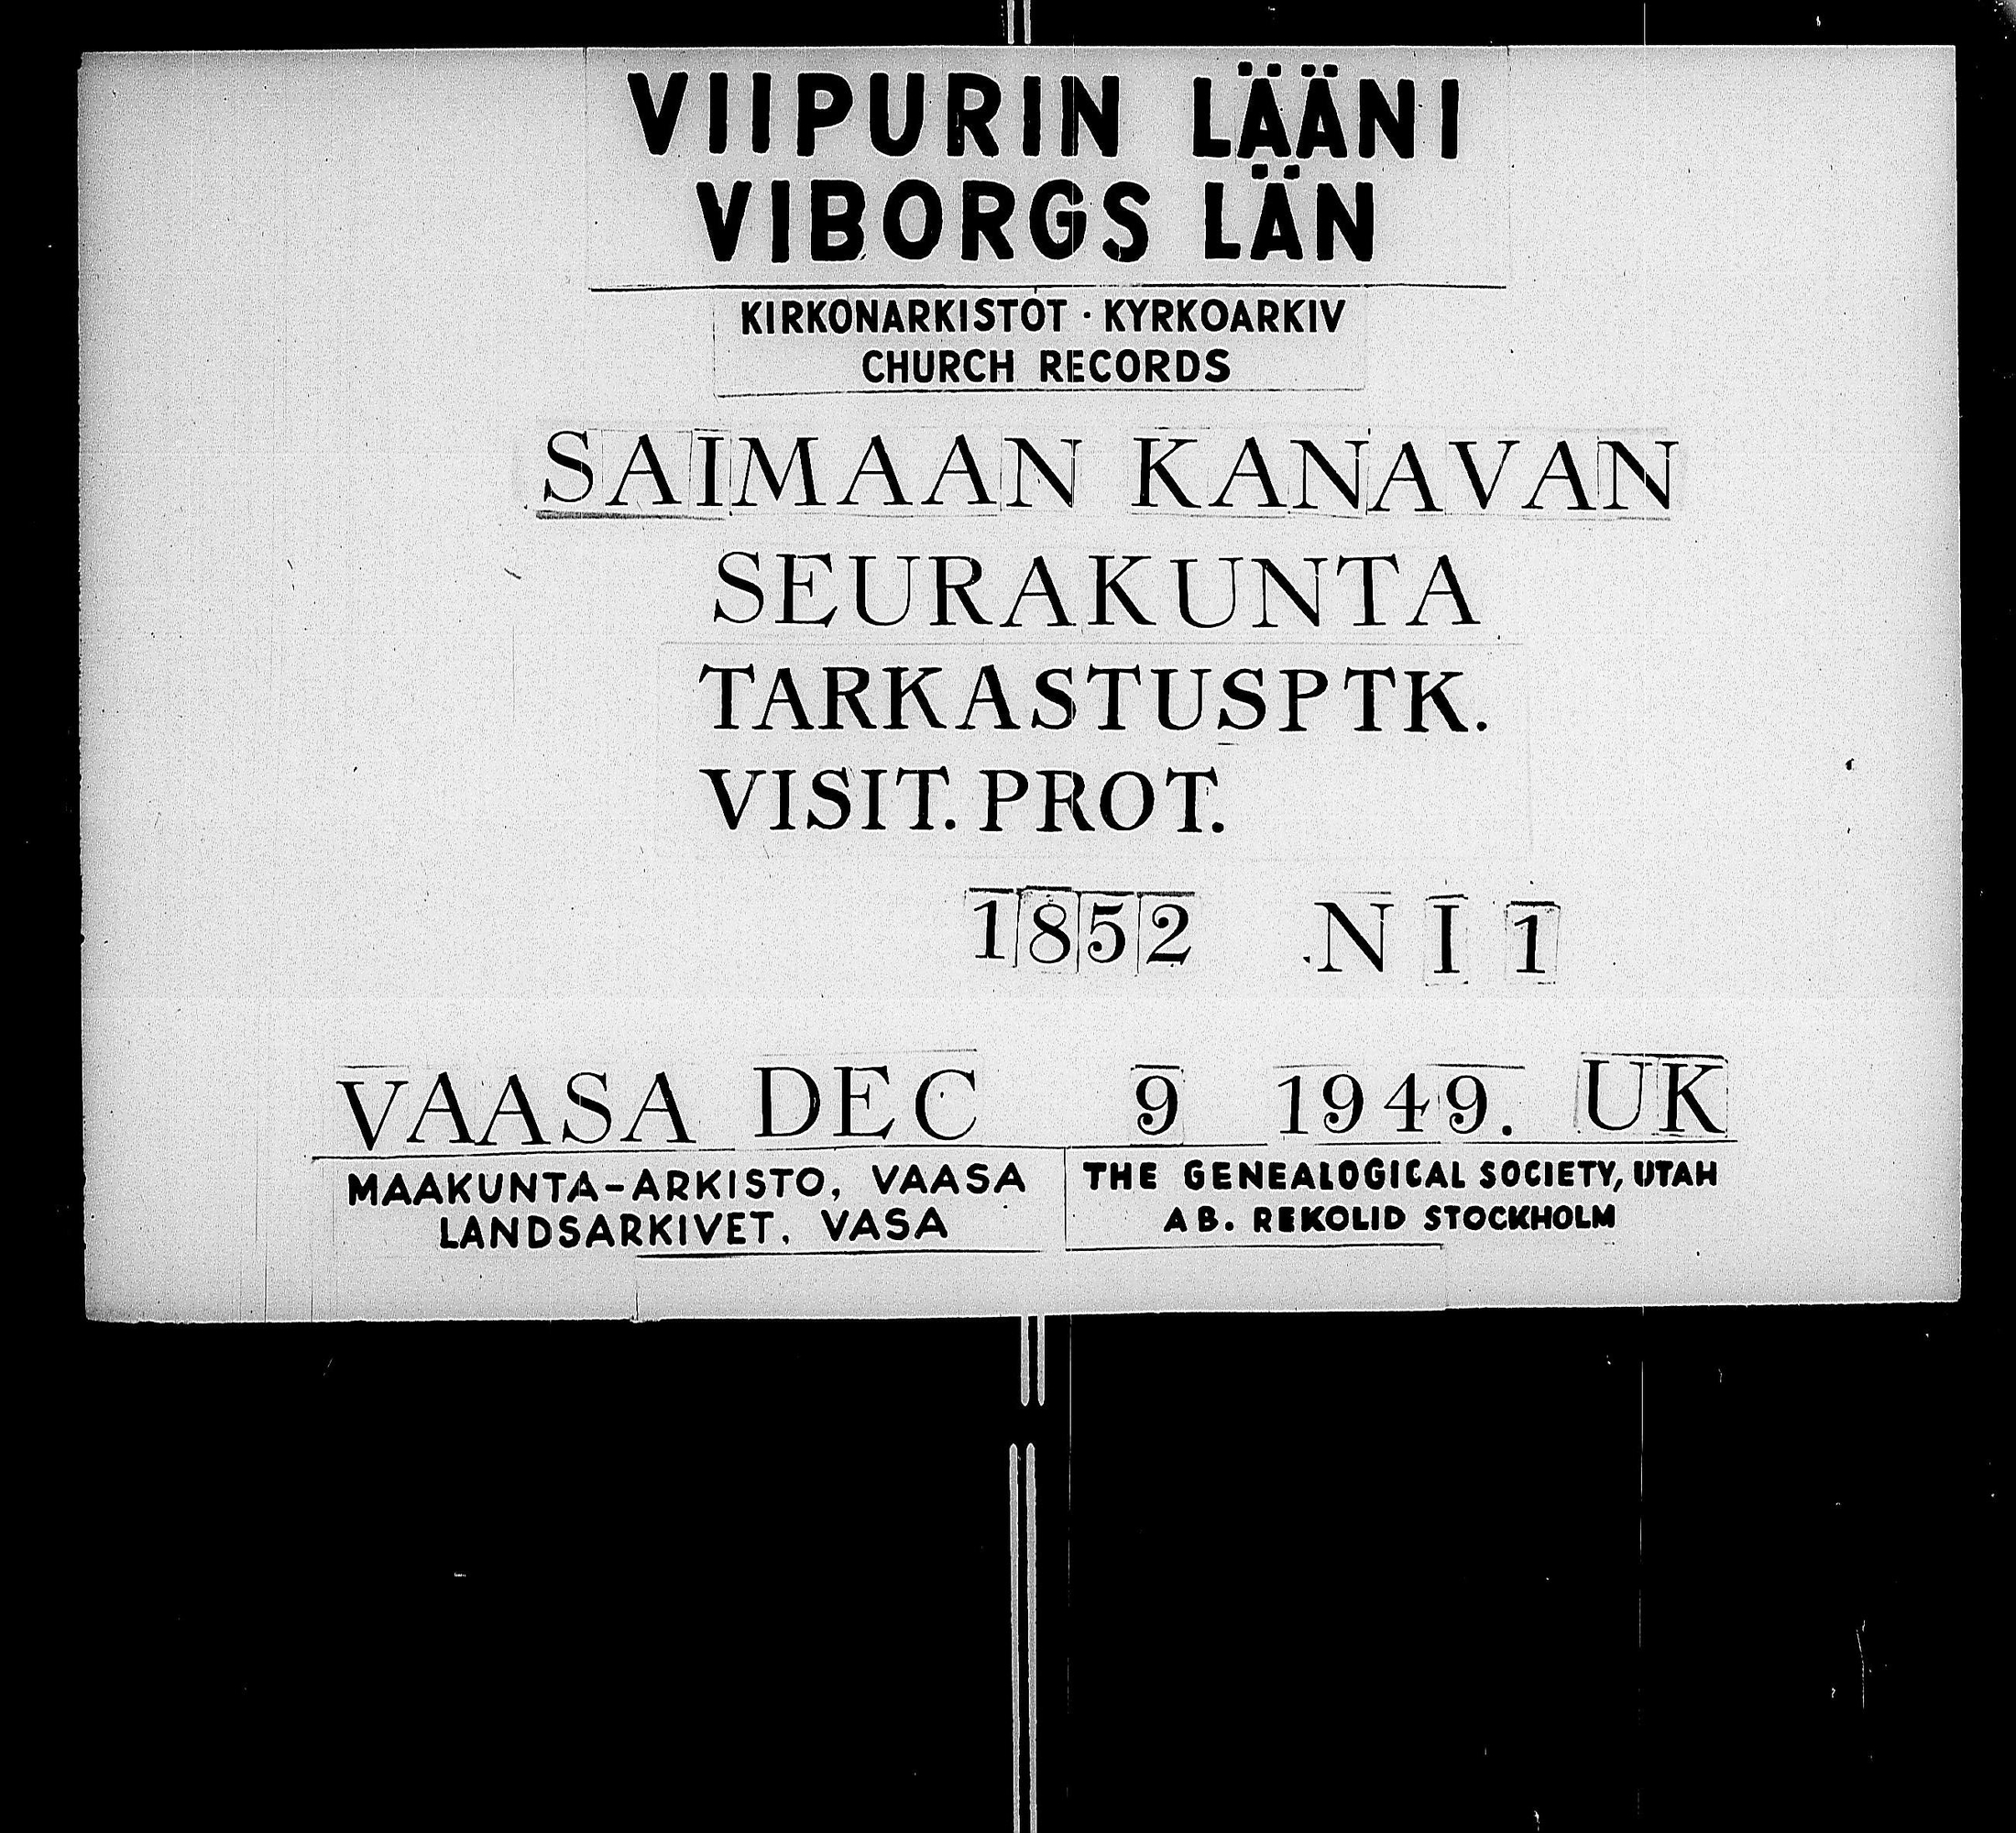 VIIPURIN LÄÄNI
VIBORGS LÄN
KIRKONARKISTOT · KYRKOARKIV
CHURCH RECORDS
SAIMAAN KANAVAN
SEURAKUNTA
TARKASTUSPTK.
VISIT. PROT.
1852 N I 1
VAASA DEC 9 1949. UK
MAAKUNTA-ARKISTO, VAASA
LANDSARKIVET, VASA
THE GENEALOGICAL SOCIETY, UTAH
AB. REKOLID STOCKHOLM